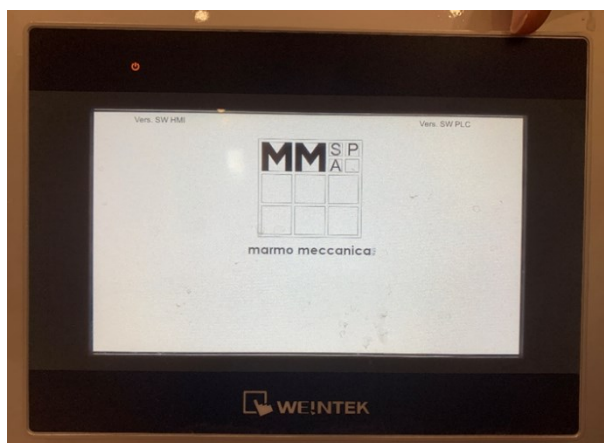 Vers. SW HMI
Vers. SW PLC
MM S P
A
marmo meccanica
WEINTEK